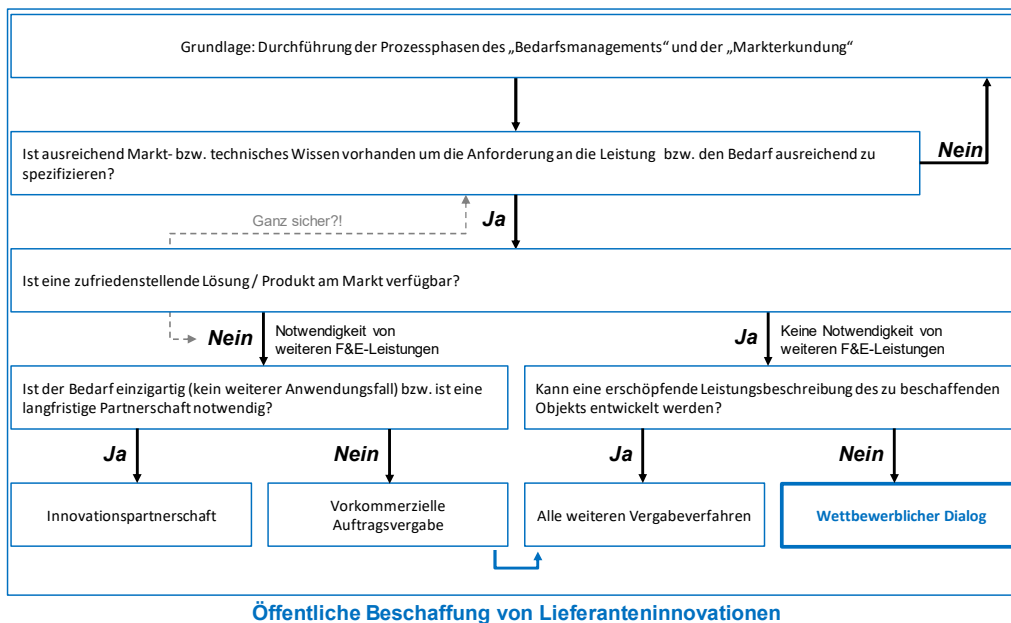 Grundlage: Durchführung der Prozessphasen des „Bedarfsmanagements“ und der „Markterkundung“
Ist ausreichend Markt- bzw. technisches Wissen vorhanden um die Anforderung an die Leistung bzw. den Bedarf ausreichend zu
spezifizieren?
Nein
Ganz sicher?!
Ja
Ist eine zufriedenstellende Lösung / Produkt am Markt verfügbar?
Nein
Notwendigkeit von
weiteren F&E-Leistungen
Ja
Keine Notwendigkeit von
weiteren F&E-Leistungen
Ist der Bedarf einzigartig (kein weiterer Anwendungsfall) bzw. ist eine
langfristige Partnerschaft notwendig?
Kann eine erschöpfende Leistungsbeschreibung des zu beschaffenden
Objekts entwickelt werden?
Ja
Nein
Ja
Nein
Innovationspartnerschaft
Vorkommerzielle
Auftragsvergabe
Alle weiteren Vergabeverfahren
Wettbewerblicher Dialog
Öffentliche Beschaffung von Lieferanteninnovationen